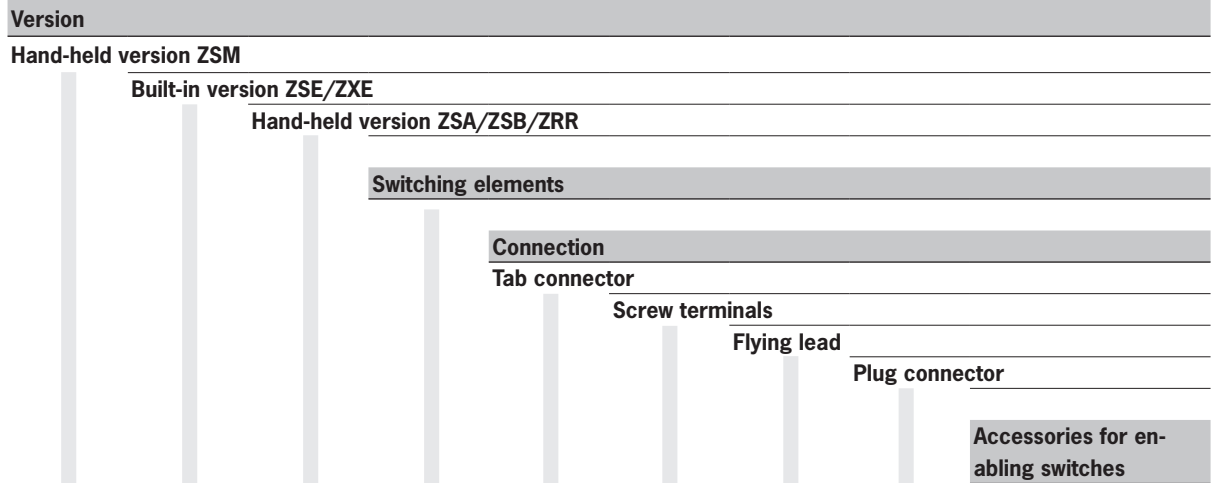 Version
Hand-held version ZSM
Built-in version ZSE/ZXE
Hand-held version ZSA/ZSB/ZRR
Switching elements
Connection
Tab connector
Screw terminals
Flying lead
Plug connector
Accessories for en-
abling switches